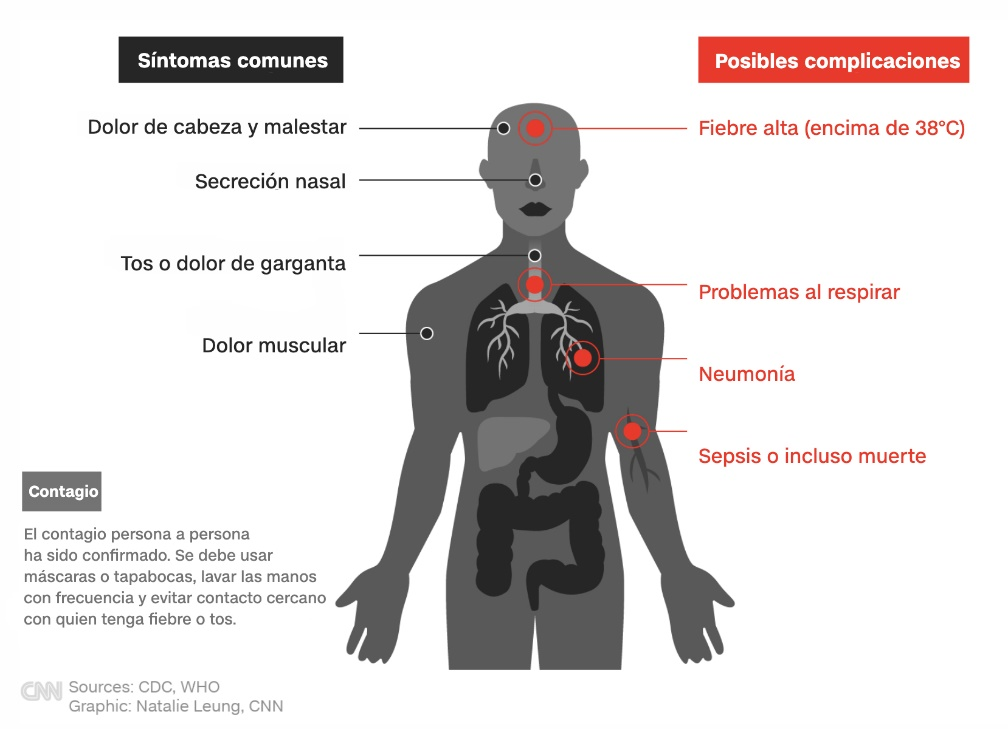 Síntomas comunes
Dolor de cabeza y malestar
Secreción nasal
Tos o dolor de garganta
Dolor muscular
Posibles complicaciones
Fiebre alta (encima de 38°C)
Problemas al respirar
Neumonía
Sepsis o incluso muerte
Contagio
El contagio persona a persona
ha sido confirmado. Se debe usar
máscaras o tapabocas, lavar las manos
con frecuencia y evitar contacto cercano
con quien tenga fiebre o tos.
CNN
Sources: CDC, WHO
Graphic: Natalie Leung, CNN